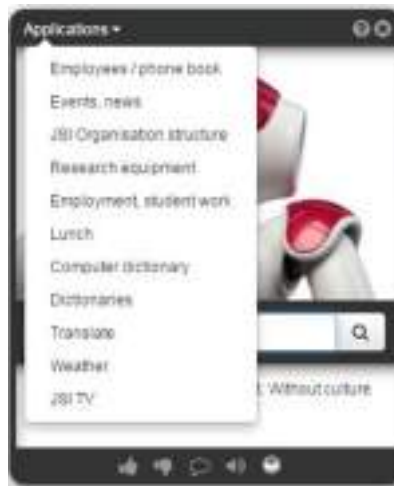 Applications
Employees / phone book
Events, news
JSI Organisation structure
Research equipment
Employment, student work
Lunch
Computer dictionary
Dictionaries
Translate
Weather
JSI TV
Without culture